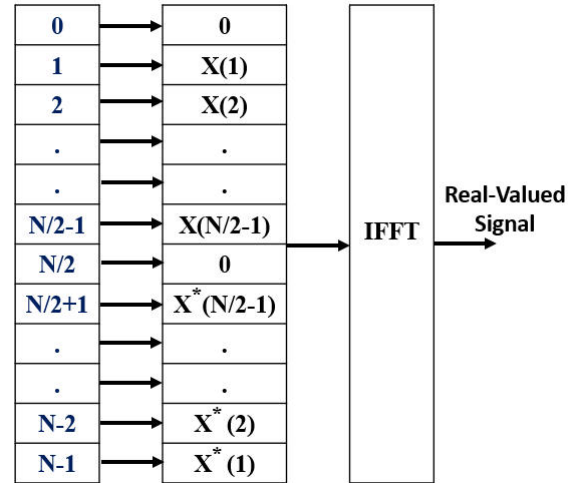 0 0
1 X(1)
2 X(2)
. .
. .
N/2-1 X(N/2-1)
N/2 0
N/2+1 X*(N/2-1)
. .
. .
N-2 X*(2)
N-1 X*(1)
IFFT
Real-Valued
Signal